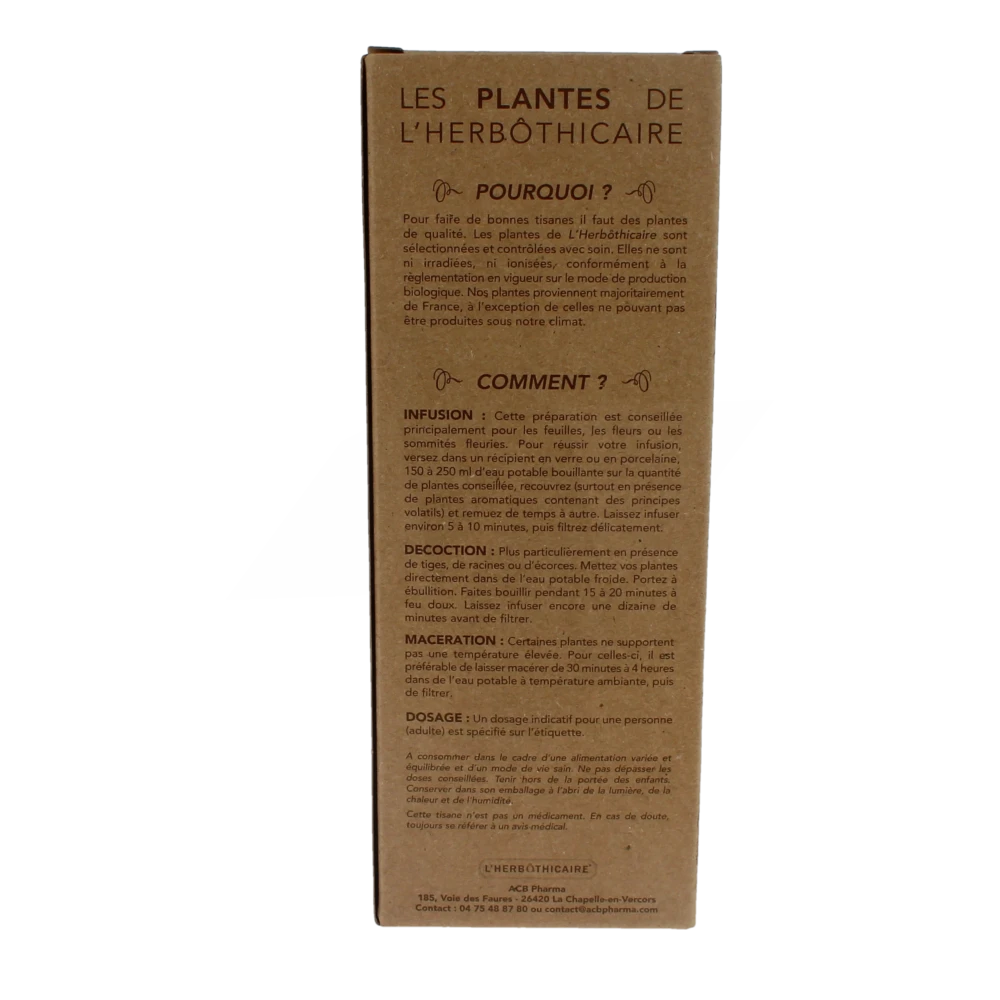 LES PLANTES DE
L'HERBÔTHICAIRE
POURQUOI ?
Pour faire de bonnes tisanes il faut des plantes
de qualité. Les plantes de L'Herbôthicaire sont
sélectionnées et contrôlées avec soin. Elles ne sont
ni irradiées, ni ionisées, conformément à la
règlementation en vigueur sur le mode de production
biologique. Nos plantes proviennent majoritairement
de France, à l'exception de celles ne pouvant pas
être produites sous notre climat.
COMMENT ?
INFUSION : Cette préparation est conseillée
principalement pour les feuilles, les fleurs ou les
sommités fleuries. Pour réussir votre infusion,
versez dans un récipient en verre ou en porcelaine,
150 à 250 ml d'eau potable bouillante sur la quantité
de plantes conseillée, recouvrez (surtout en présence
de plantes aromatiques contenant des principes
volatils) et remuez de temps à autre. Laissez infuser
environ 5 à 10 minutes, puis filtrez délicatement.
DECOCTION : Plus particulièrement en présence
de tiges, de racines ou d'écorces. Mettez vos plantes
directement dans de l'eau potable froide. Portez à
ébullition. Faites bouillir pendant 15 à 20 minutes à
feu doux. Laissez infuser encore une dizaine de
minutes avant de filtrer.
MACERATION : Certaines plantes ne supportent
pas une température élevée. Pour celles-ci, il est
préférable de laisser macérer de 30 minutes à 4 heures
dans de l'eau potable à température ambiante, puis
de filtrer.
DOSAGE : Un dosage indicatif pour une personne
(adulte) est spécifié sur l'étiquette.
A consommer dans le cadre d'une alimentation variée et
équilibrée et d'un mode de vie sain. Ne pas dépasser les
doses conseillées. Tenir hors de la portée des enfants.
Conserver dans son emballage à l'abri de la lumière, de la
chaleur et de l'humidité.
Cette tisane n'est pas un médicament. En cas de doute,
toujours se référer à un avis médical.
L'HERBÔTHICAIRE
ACB Pharma
185, Voie des Faures - 26420 La Chapelle-en-Vercors
Contact : 04 75 48 87 80 ou contact@acbpharma.com